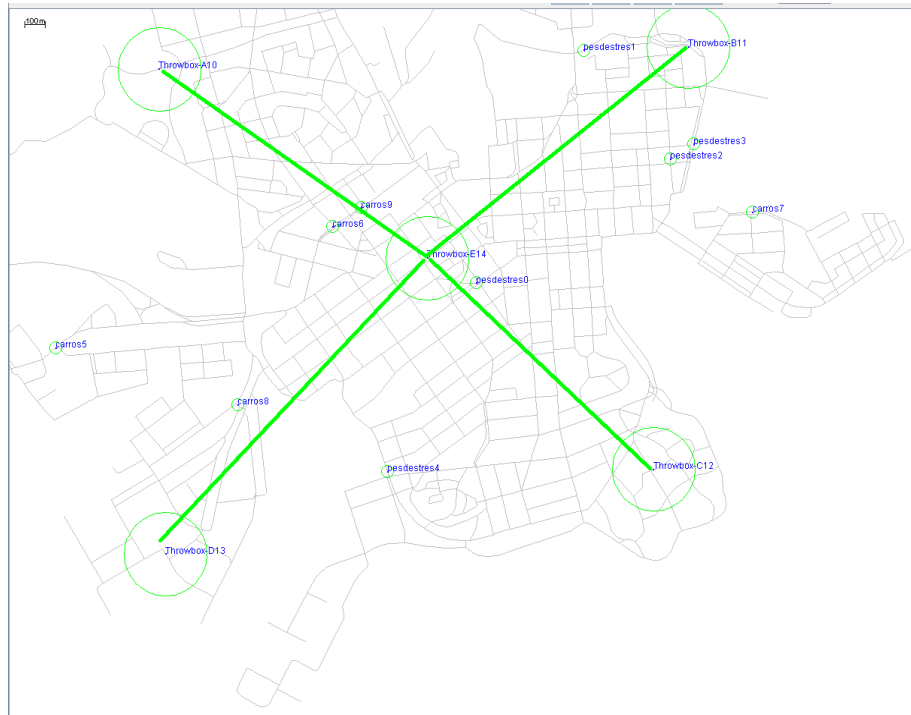 100m
pesdestres1
Throwbox-B11
Throwbox-A10
pesdestres3
pesdestres2
carros9
carros7
carros6
Throwbox-E14
pesdestres0
carros5
carros8
Throwbox-C12
pesdestres4
Throwbox-D13